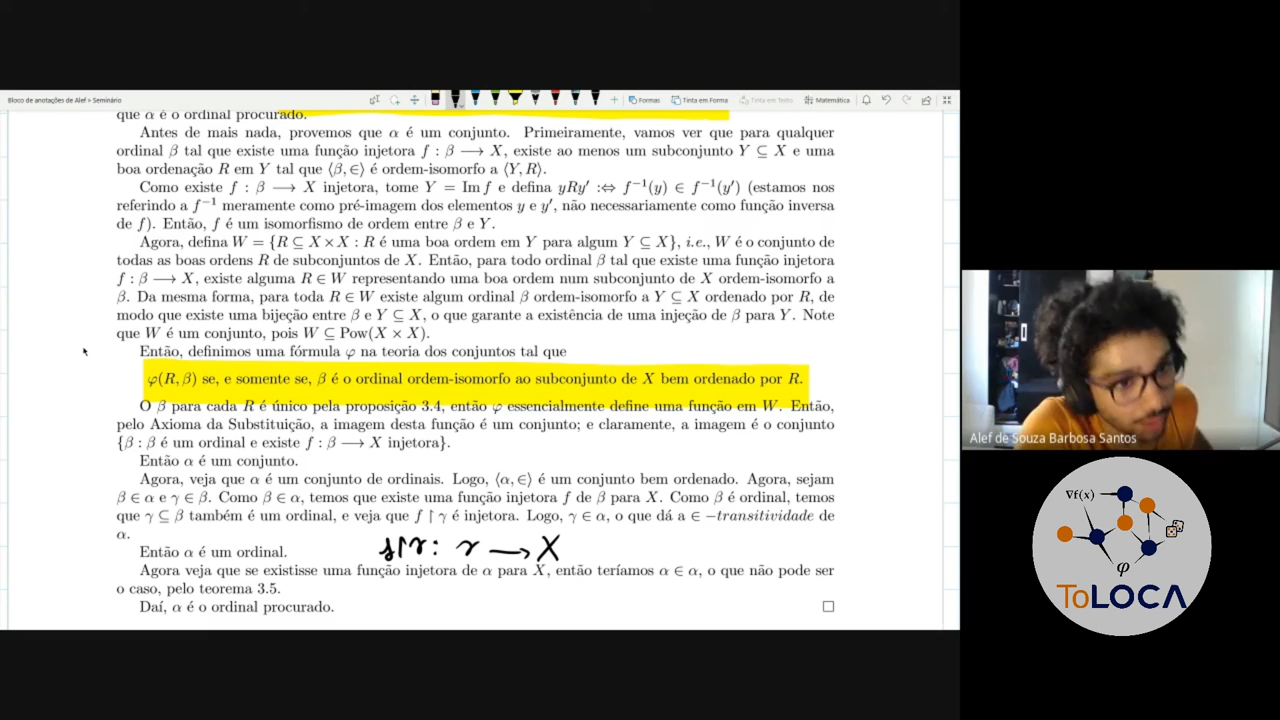 Bloco de anotações de Alef » Seminário
Formas
Tinta em Forma
Tinta em Texto
Matemática
que α é o ordinal procurado.
Antes de mais nada, provemos que α é um conjunto. Primeiramente, vamos ver que para qualquer
ordinal β tal que existe uma função injetora f : β ⟶ X, existe ao menos um subconjunto Y ⊆ X e uma
boa ordenação R em Y tal que ⟨β, ∈⟩ é ordem-isomorfo a ⟨Y, R⟩.
Como existe f : β ⟶ X injetora, tome Y = Im f e defina yRy′ :⇔ f⁻¹(y) ∈ f⁻¹(y′) (estamos nos
referindo a f⁻¹ meramente como pré-imagem dos elementos y e y′, não necessariamente como função inversa
de f). Então, f é um isomorfismo de ordem entre β e Y.
Agora, defina W = {R ⊆ X×X : R é uma boa ordem em Y para algum Y ⊆ X}, i.e., W é o conjunto de
todas as boas ordens R de subconjuntos de X. Então, para todo ordinal β tal que existe uma função injetora
f : β ⟶ X, existe alguma R ∈ W representando uma boa ordem num subconjunto de X ordem-isomorfo a
β. Da mesma forma, para toda R ∈ W existe algum ordinal β ordem-isomorfo a Y ⊆ X ordenado por R, de
modo que existe uma bijeção entre β e Y ⊆ X, o que garante a existência de uma injeção de β para Y. Note
que W é um conjunto, pois W ⊆ Pow(X × X).
Então, definimos uma fórmula φ na teoria dos conjuntos tal que
φ(R, β) se, e somente se, β é o ordinal ordem-isomorfo ao subconjunto de X bem ordenado por R.
O β para cada R é único pela proposição 3.4, então φ essencialmente define uma função em W. Então,
pelo Axioma da Substituição, a imagem desta função é um conjunto; e claramente, a imagem é o conjunto
{β : β é um ordinal e existe f : β ⟶ X injetora}.
Então α é um conjunto.
Agora, veja que α é um conjunto de ordinais. Logo, ⟨α, ∈⟩ é um conjunto bem ordenado. Agora, sejam
β ∈ α e γ ∈ β. Como β ∈ α, temos que existe uma função injetora f de β para X. Como β é ordinal, temos
que γ ⊆ β também é um ordinal, e veja que f ↾ γ é injetora. Logo, γ ∈ α, o que dá a ∈ −transitividade de
α.
Então α é um ordinal.
f↾γ : γ ⟶ X
Agora veja que se existisse uma função injetora de α para X, então teríamos α ∈ α, o que não pode ser
o caso, pelo teorema 3.5.
Daí, α é o ordinal procurado.
□
Alef de Souza Barbosa Santos
∇f(x)
φ
ToLOCA